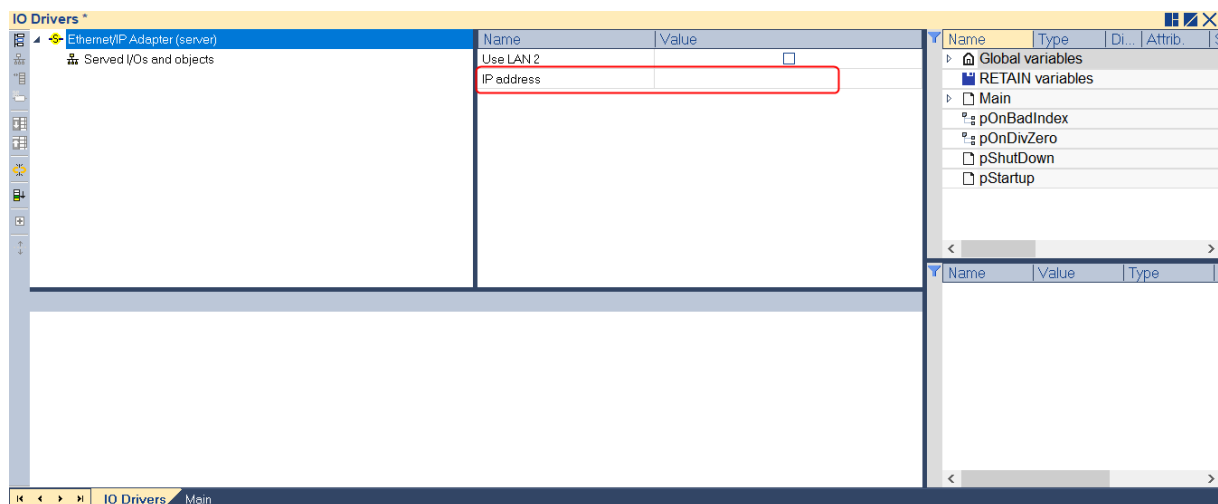 IO Drivers *
Ethernet/IP Adapter (server)
Served I/Os and objects
Name Value
Use LAN 2
IP address
Name Type Di... Attrib. S
Global variables
RETAIN variables
Main
pOnBadIndex
pOnDivZero
pShutDown
pStartup
Name Value Type
IO Drivers Main